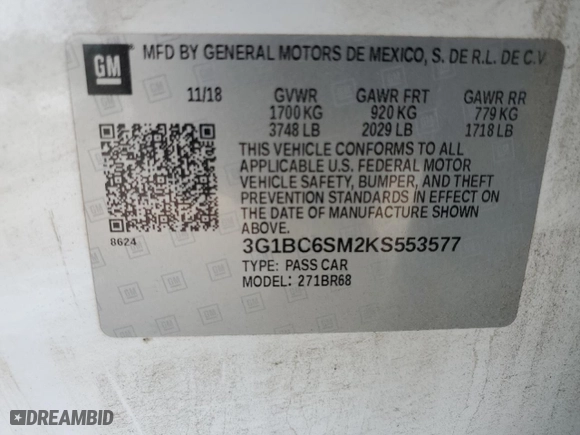 GM MFD BY GENERAL MOTORS DE MEXICO, S. DE R.L. DE C.V.
11/18 GVWR GAWR FRT GAWR RR
1700 KG 920 KG 779 KG
3748 LB 2029 LB 1718 LB
THIS VEHICLE CONFORMS TO ALL
APPLICABLE U.S. FEDERAL MOTOR
VEHICLE SAFETY, BUMPER, AND THEFT
PREVENTION STANDARDS IN EFFECT ON
THE DATE OF MANUFACTURE SHOWN
ABOVE.
8624
3G1BC6SM2KS553577
TYPE: PASS CAR
MODEL: 271BR68
DREAMBID